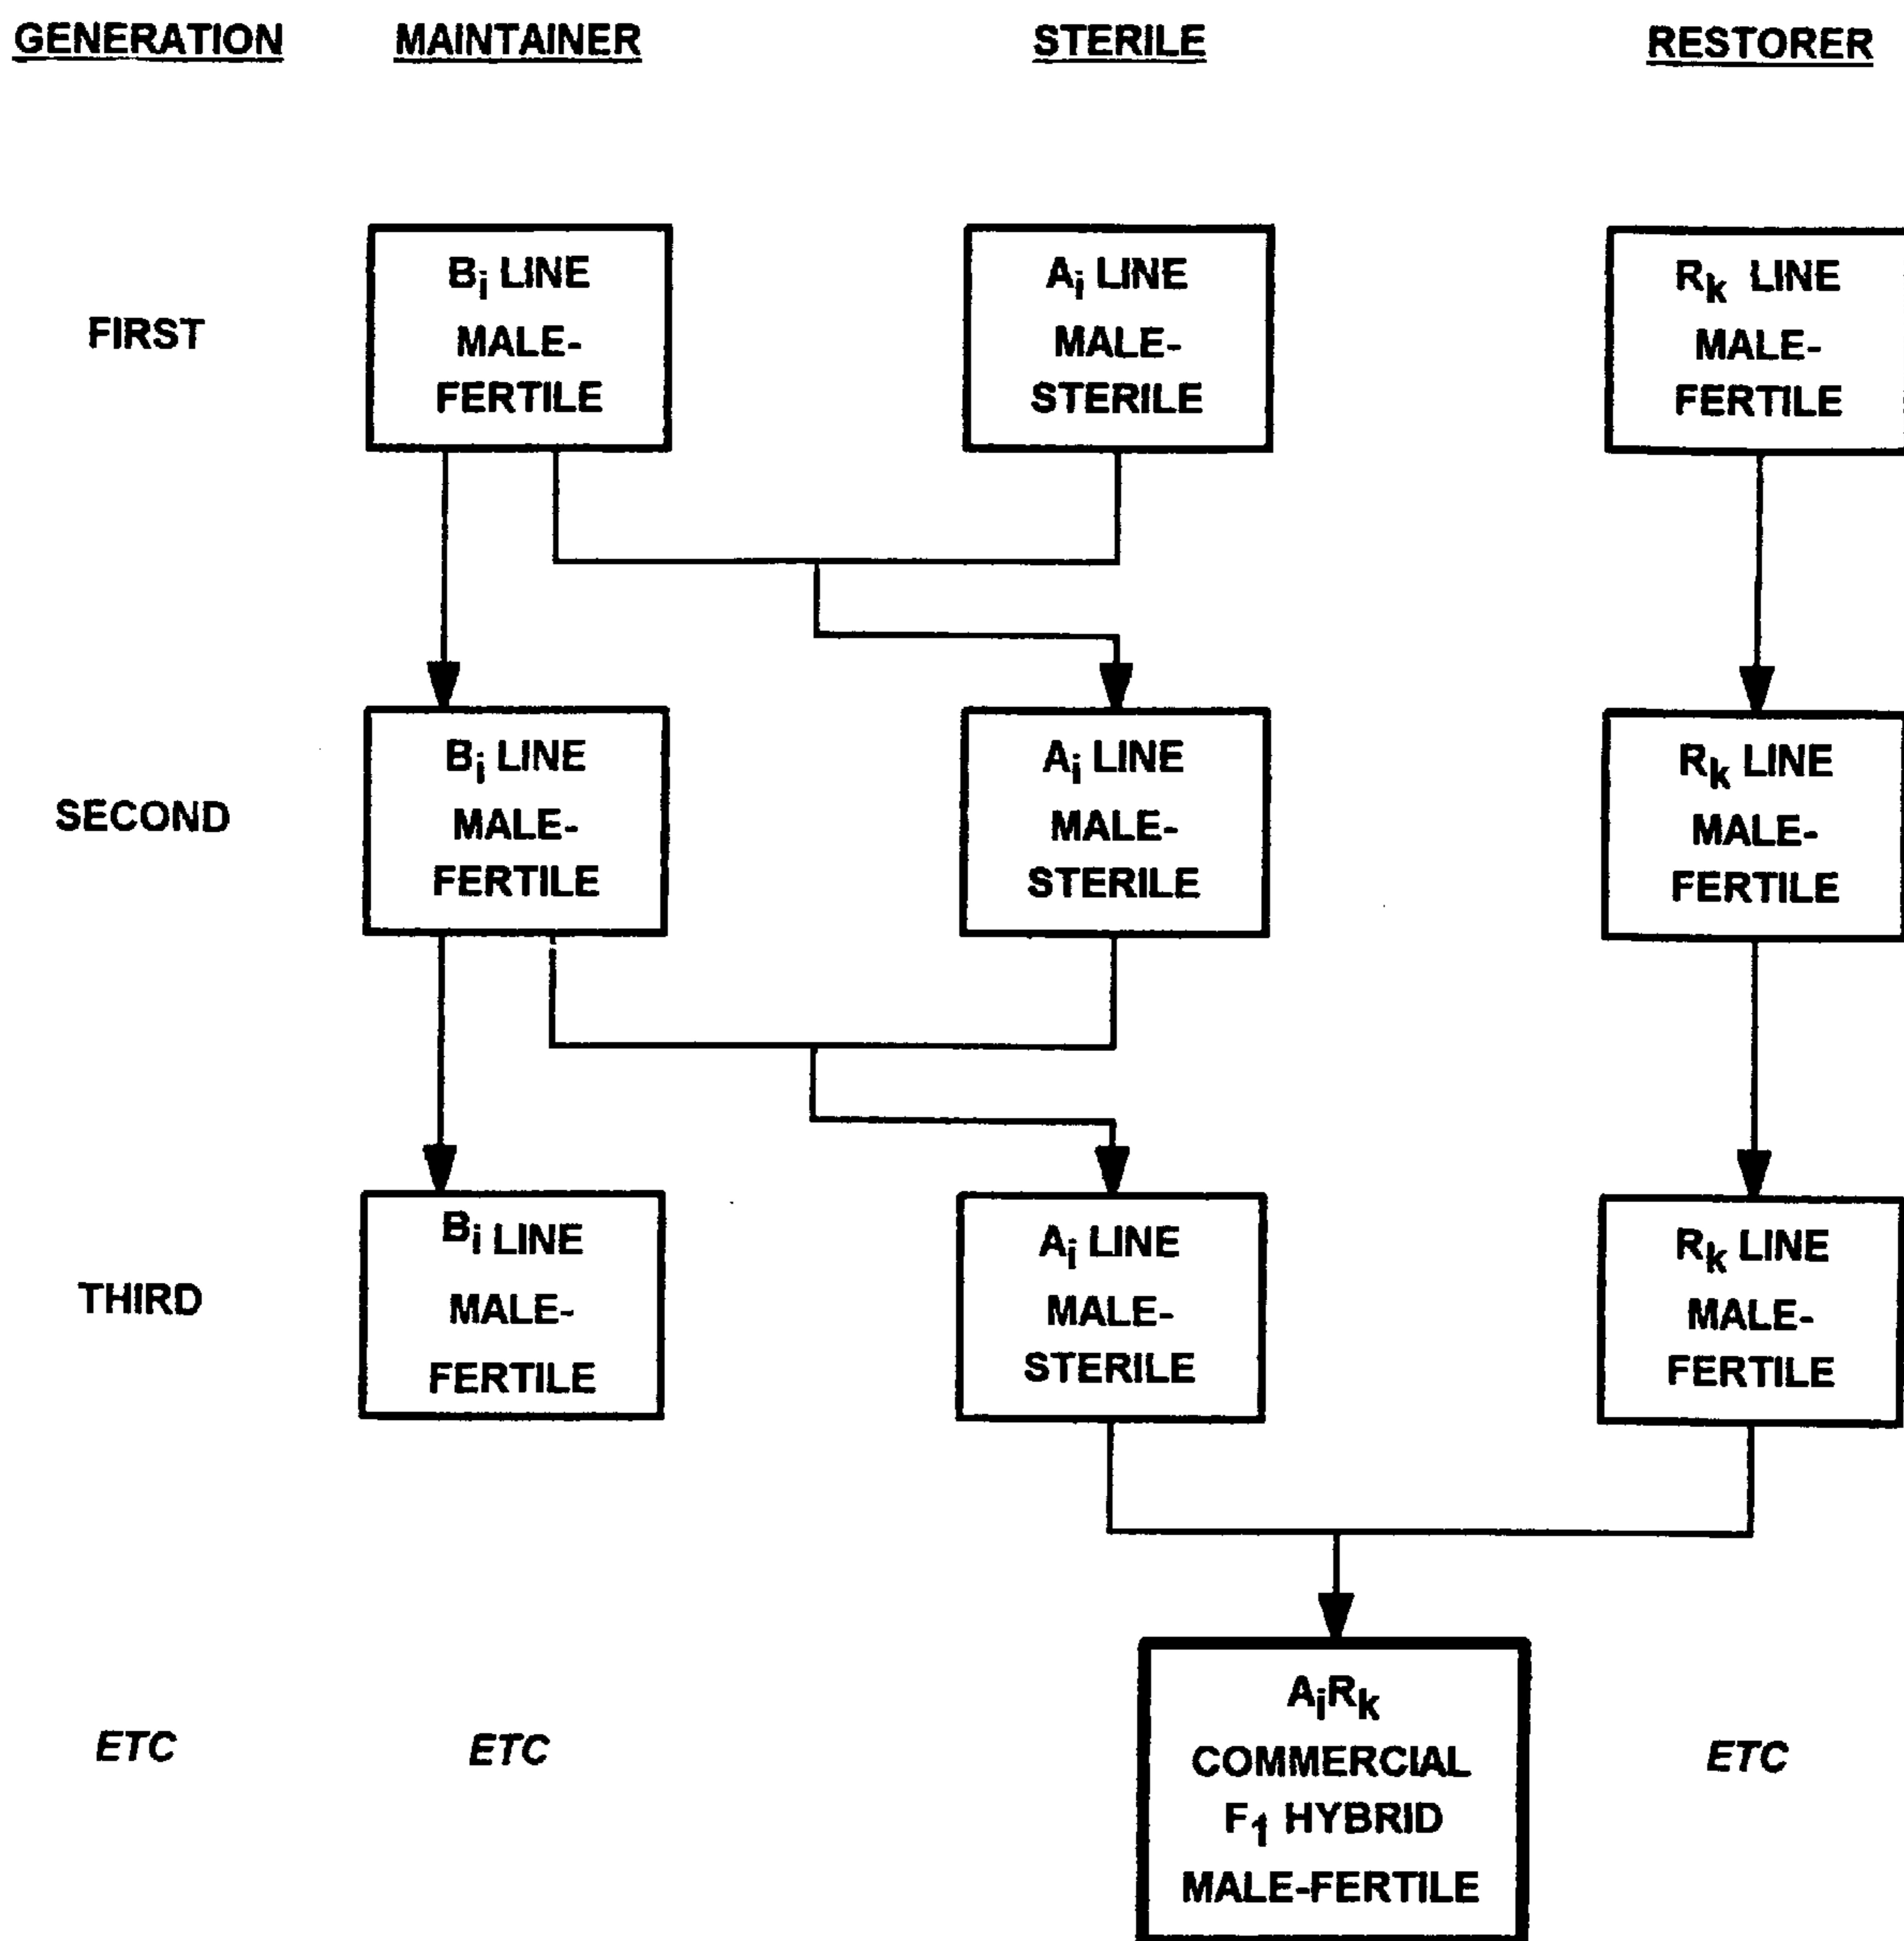 GENERATION MAINTAINER STERILE RESTORER
FIRST
Bi LINE
MALE-
FERTILE
Ai LINE
MALE-
STERILE
Rk LINE
MALE-
FERTILE
SECOND
Bi LINE
MALE-
FERTILE
Ai LINE
MALE-
STERILE
Rk LINE
MALE-
FERTILE
THIRD
Bi LINE
MALE-
FERTILE
Ai LINE
MALE-
STERILE
Rk LINE
MALE-
FERTILE
ETC
ETC
AiRk
COMMERCIAL
F1 HYBRID
MALE-FERTILE
ETC